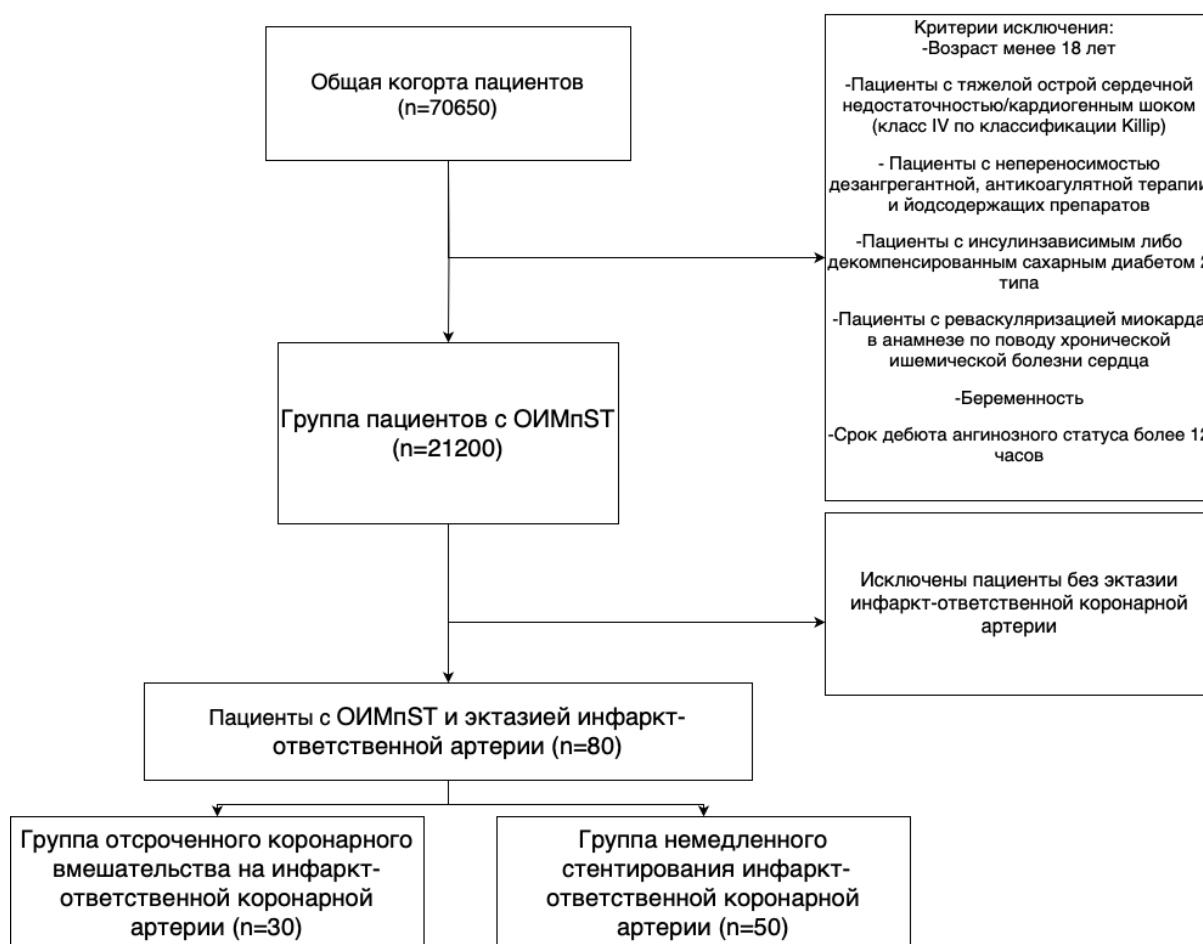 Общая когорта пациентов
(n=70650)
Критерии исключения:
-Возраст менее 18 лет
-Пациенты с тяжелой острой сердечной
недостаточностью/кардиогенным шоком
(класс IV по классификации Killip)
- Пациенты с непереносимостью
дезангрегантной, антикоагулятной терапии
и йодсодержащих препаратов
-Пациенты с инсулинзависимым либо
декомпенсированным сахарным диабетом 2
типа
-Пациенты с реваскуляризацией миокарда
в анамнезе по поводу хронической
ишемической болезни сердца
-Беременность
-Срок дебюта ангинозного статуса более 12
часов
Группа пациентов с ОИМпST
(n=21200)
Исключены пациенты без эктазии
инфаркт-ответственной коронарной
артерии
Пациенты с ОИМпST и эктазией инфаркт-
ответственной артерии (n=80)
Группа отсроченного коронарного
вмешательства на инфаркт-
ответственной коронарной
артерии (n=30)
Группа немедленного
стентирования инфаркт-
ответственной коронарной
артерии (n=50)